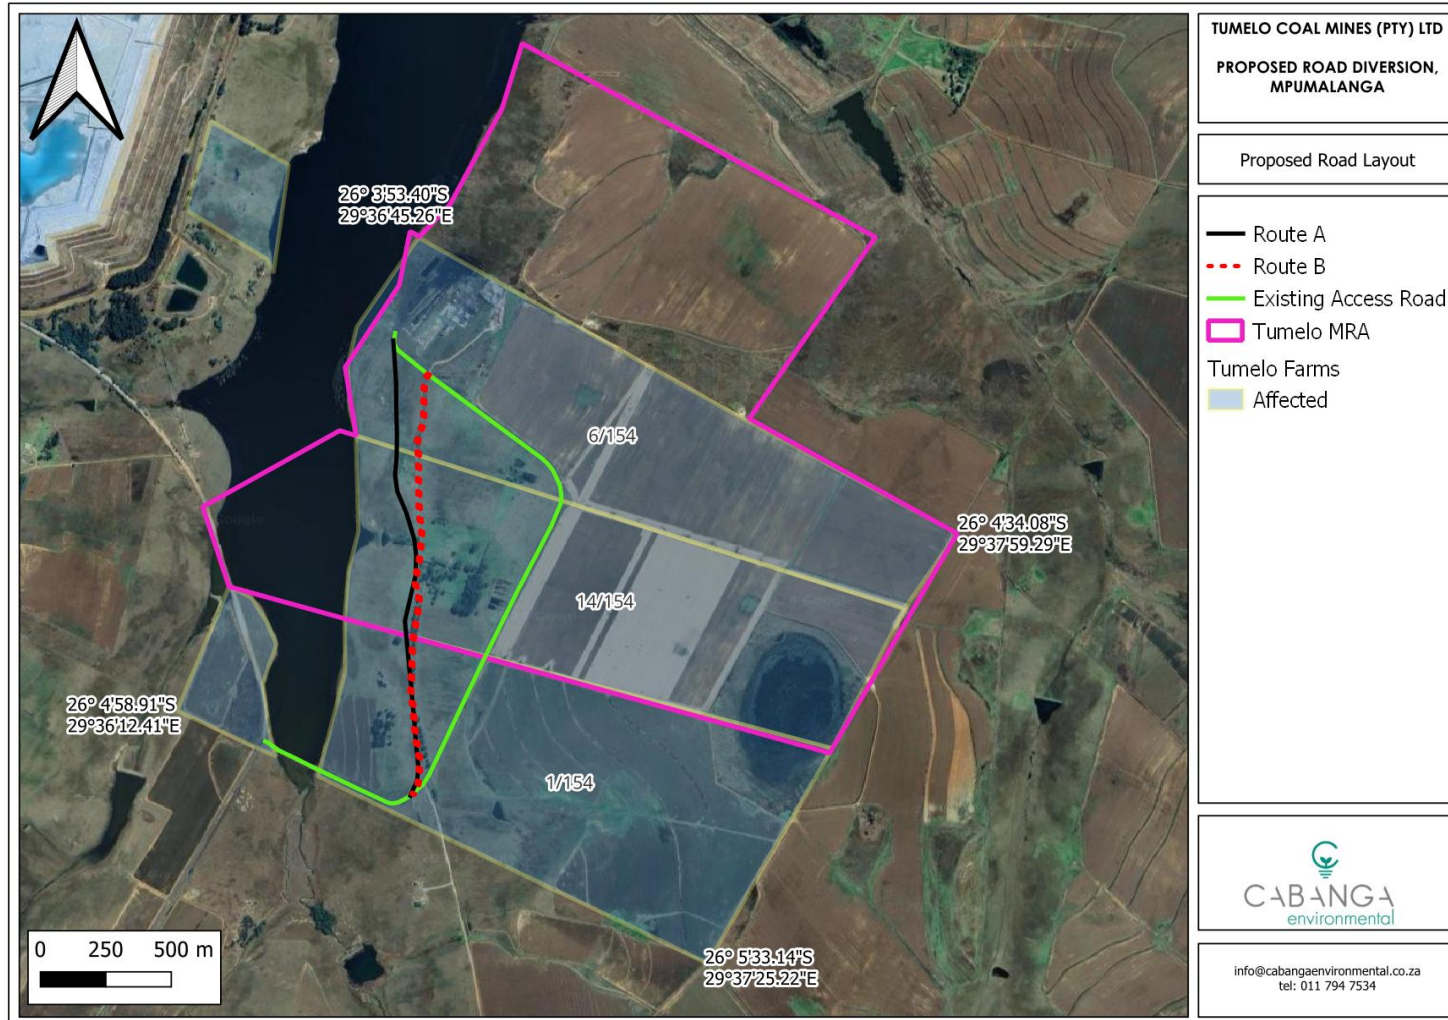 TUMELO COAL MINES (PTY) LTD
PROPOSED ROAD DIVERSION,
MPUMALANGA
Proposed Road Layout
Route A
Route B
Existing Access Road
Tumelo MRA
Tumelo Farms
Affected
26° 3'53.40"S
29°36'45.26"E
6/154
26° 4'34.08"S
29°37'59.29"E
14/154
26° 4'58.91"S
29°36'12.41"E
1/154
26° 5'33.14"S
29°37'25.22"E
0 250 500 m
CABANGA
environmental
info@cabangaenvironmental.co.za
tel: 011 794 7534